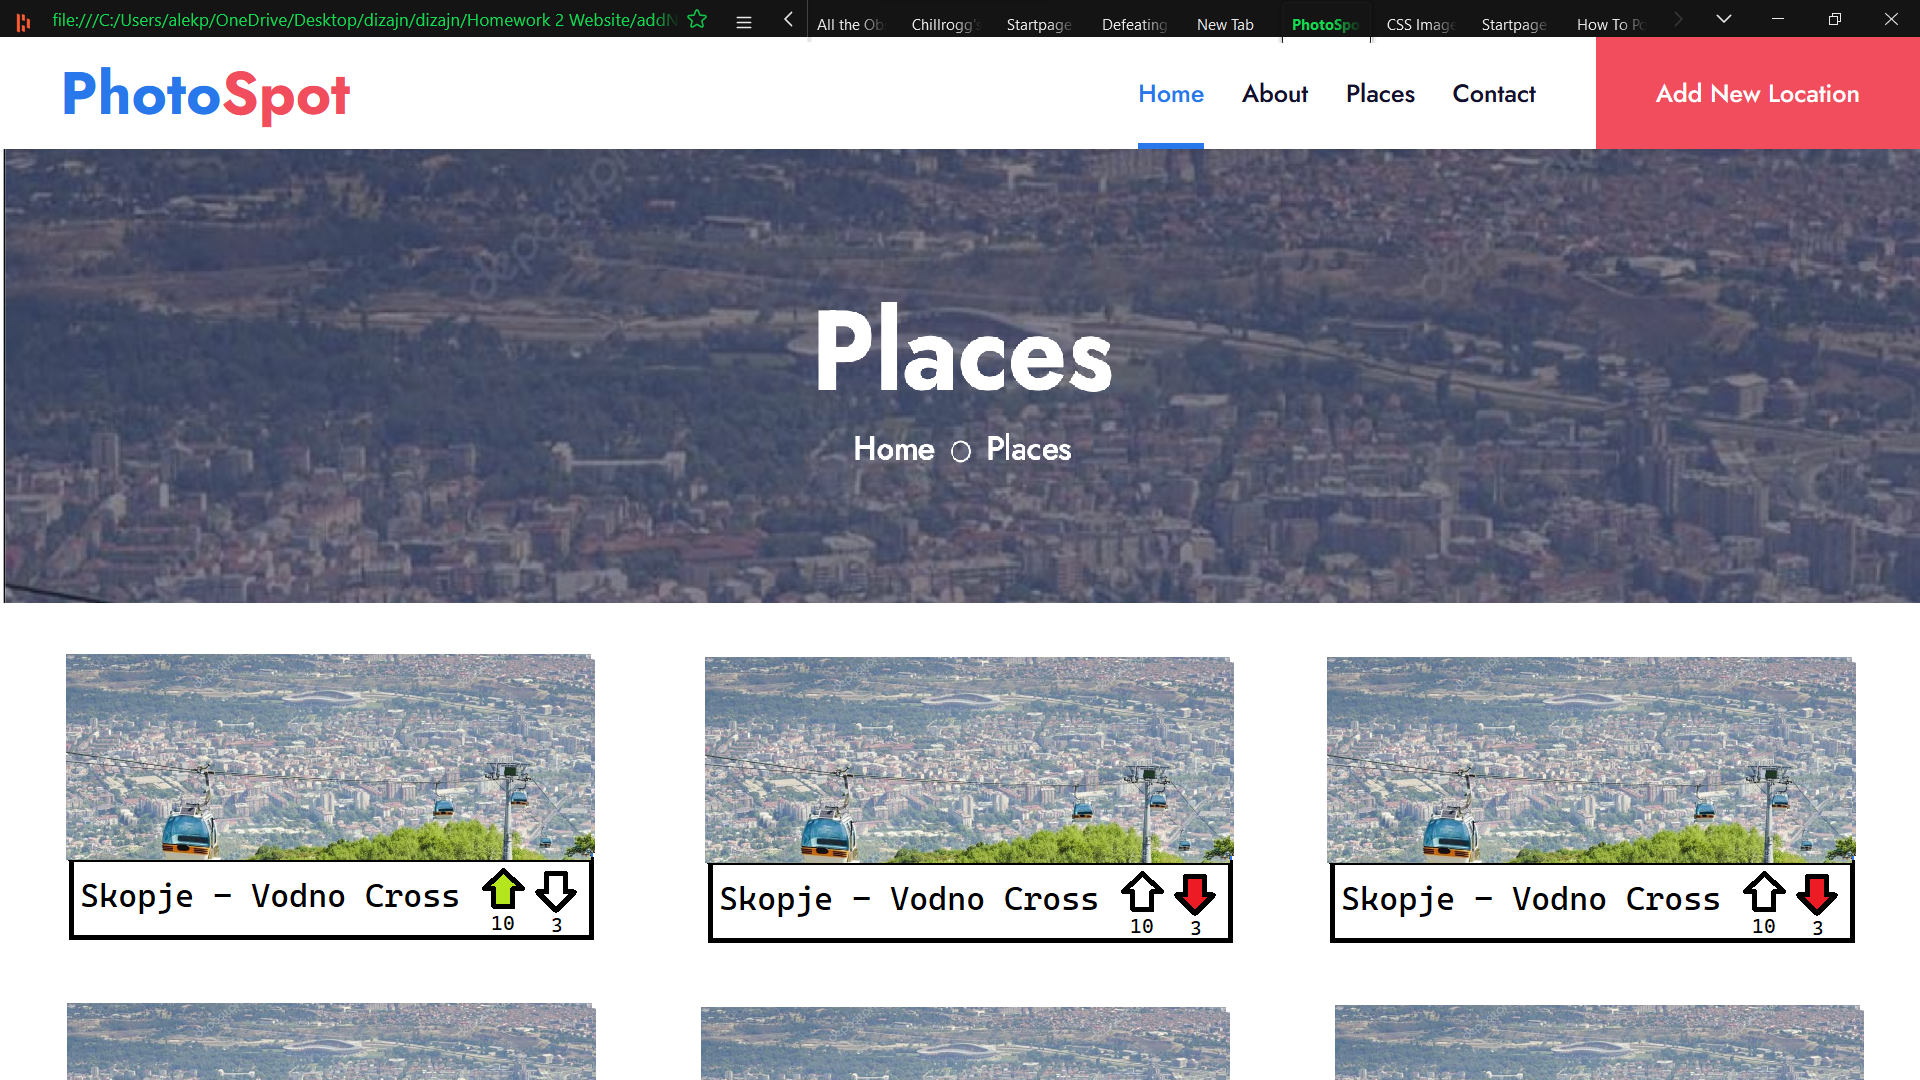 file:///C:/Users/alekp/OneDrive/Desktop/dizajn/dizajn/Homework 2 Website/addN
All the Ob Chillrogg's Startpage Defeating New Tab PhotoSpo CSS Image Startpage How To Po
PhotoSpot
Home About Places Contact Add New Location
depositphotos
Places
Home ○ Places
Skopje - Vodno Cross
10 3
Skopje - Vodno Cross
10 3
Skopje - Vodno Cross
10 3